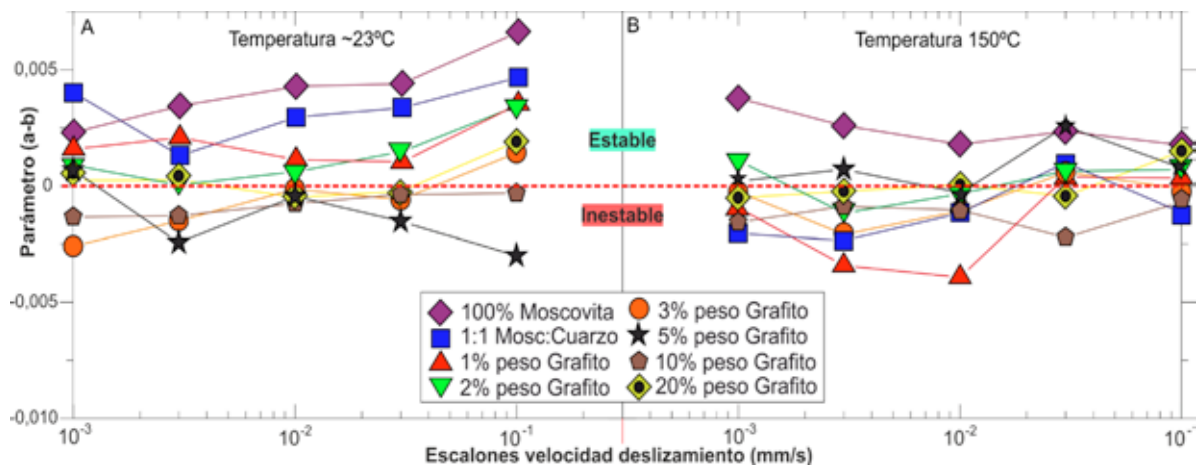 A
Temperatura ~23ºC
B
Temperatura 150ºC
0,005
0
-0,005
-0,010
Parámetro (a-b)
Estable
Inestable
100% Moscovita
1:1 Mosc:Cuarzo
1% peso Grafito
2% peso Grafito
3% peso Grafito
5% peso Grafito
10% peso Grafito
20% peso Grafito
10⁻³
10⁻²
10⁻¹
10⁻³
10⁻²
10⁻¹
Escalones velocidad deslizamiento (mm/s)